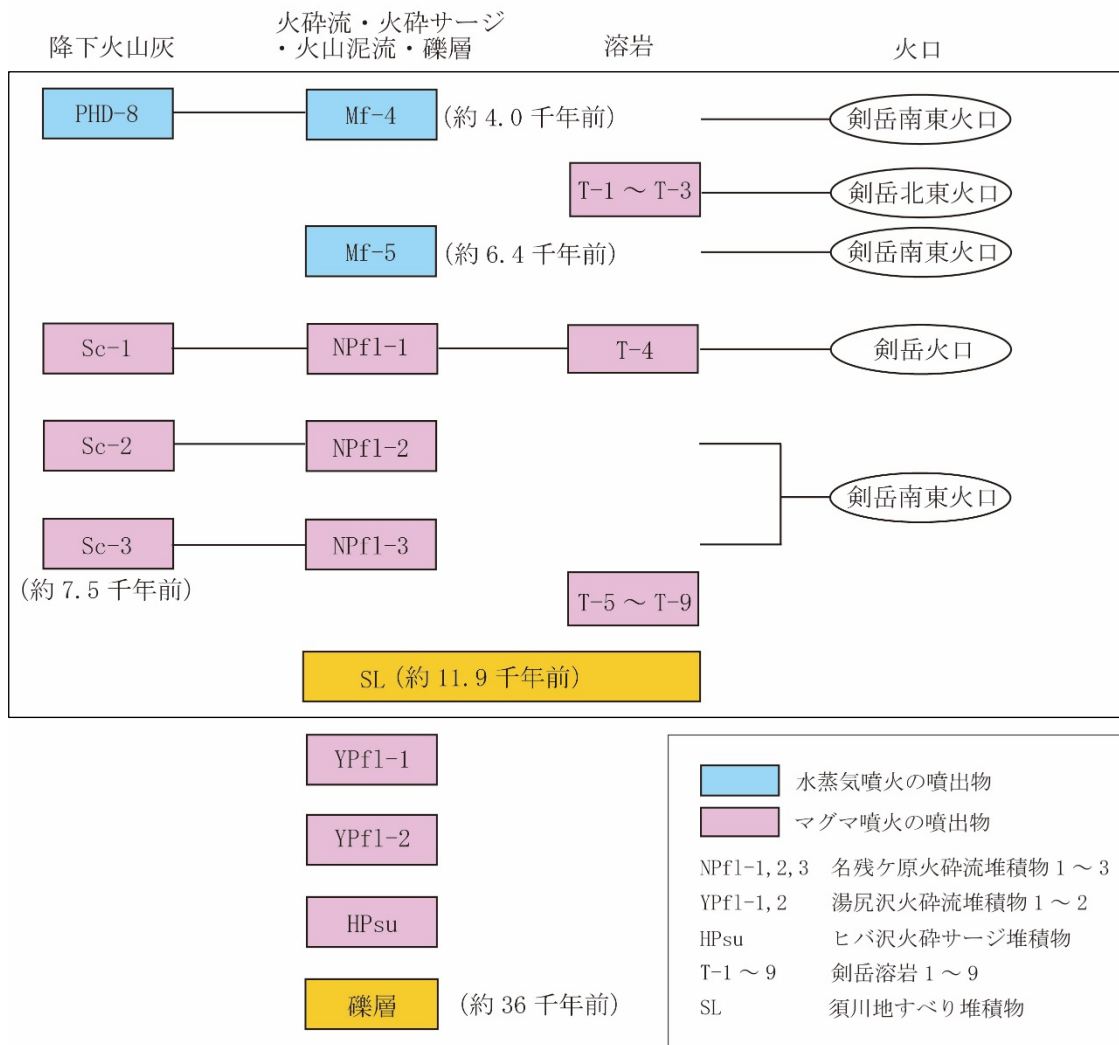 降下火山灰
火砕流・火砕サージ
・火山泥流・礫層
溶岩
火口
PHD-8
Mf-4
(約 4.0 千年前)
剣岳南東火口
T-1 ～ T-3
剣岳北東火口
Mf-5
(約 6.4 千年前)
剣岳南東火口
Sc-1
NPfl-1
T-4
剣岳火口
Sc-2
NPfl-2
剣岳南東火口
Sc-3
NPfl-3
(約 7.5 千年前)
T-5 ～ T-9
SL (約 11.9 千年前)
YPfl-1
YPfl-2
HPsu
礫層
(約 36 千年前)
水蒸気噴火の噴出物
マグマ噴火の噴出物
NPfl-1,2,3 名残ケ原火砕流堆積物 1 ～ 3
YPfl-1,2 湯尻沢火砕流堆積物 1 ～ 2
HPsu ヒバ沢火砕サージ堆積物
T-1 ～ 9 剣岳溶岩 1 ～ 9
SL 須川地すべり堆積物